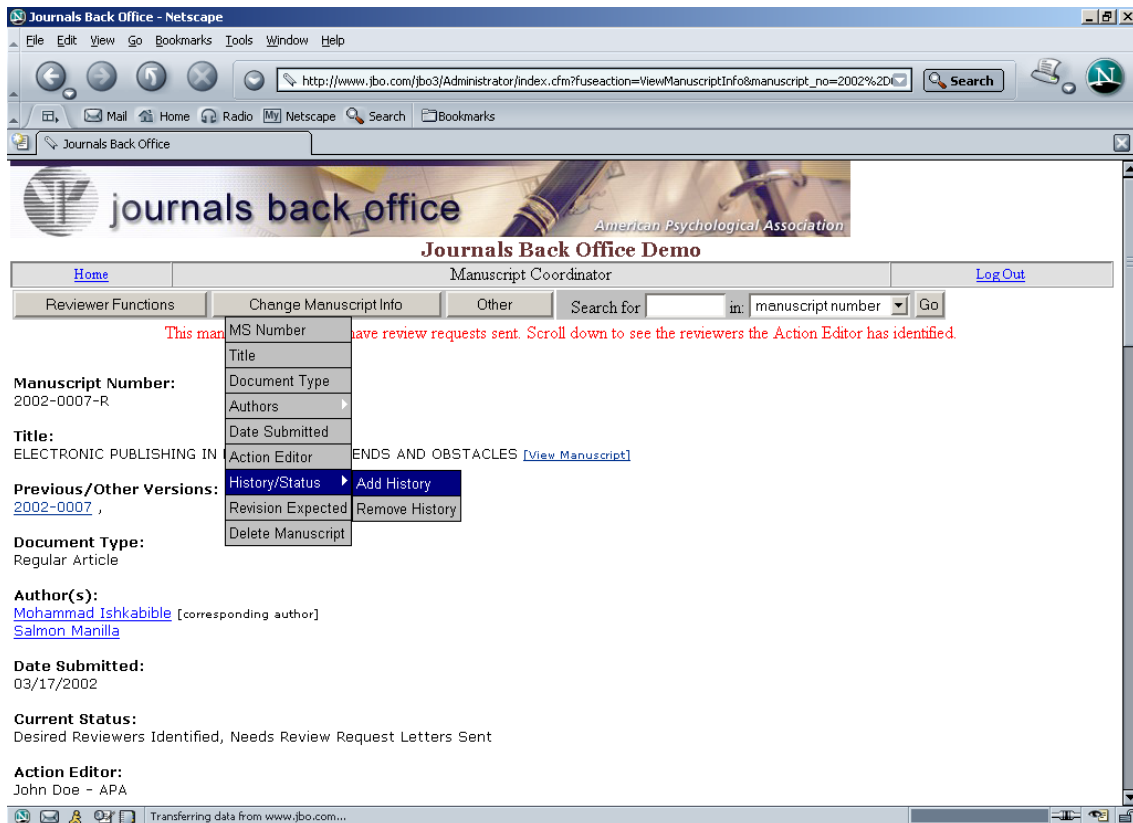 Journals Back Office - Netscape
File Edit View Go Bookmarks Tools Window Help
http://www.jbo.com/jbo3/Administrator/index.cfm?fuseaction=ViewManuscriptInfo&manuscript_no=2002%2D
Search
N
Mail Home Radio My Netscape Search Bookmarks
Journals Back Office
journals back office
American Psychological Association
Journals Back Office Demo
Home Manuscript Coordinator Log Out
Reviewer Functions Change Manuscript Info Other Search for in: manuscript number Go
This have review requests sent. Scroll down to see the reviewers the Action Editor has identified.
MS Number
Title
Document Type
Authors
Date Submitted
Action Editor
History/Status Add History
Revision Expected Remove History
Delete Manuscript
Manuscript Number:
2002-0007-R
Title:
ELECTRONIC PUBLISHING IN ENDS AND OBSTACLES [View Manuscript]
Previous/Other Versions:
2002-0007 ,
Document Type:
Regular Article
Author(s):
Mohammad Ishkabible [corresponding author]
Salmon Manilla
Date Submitted:
03/17/2002
Current Status:
Desired Reviewers Identified, Needs Review Request Letters Sent
Action Editor:
John Doe - APA
Transferring data from www.jbo.com...